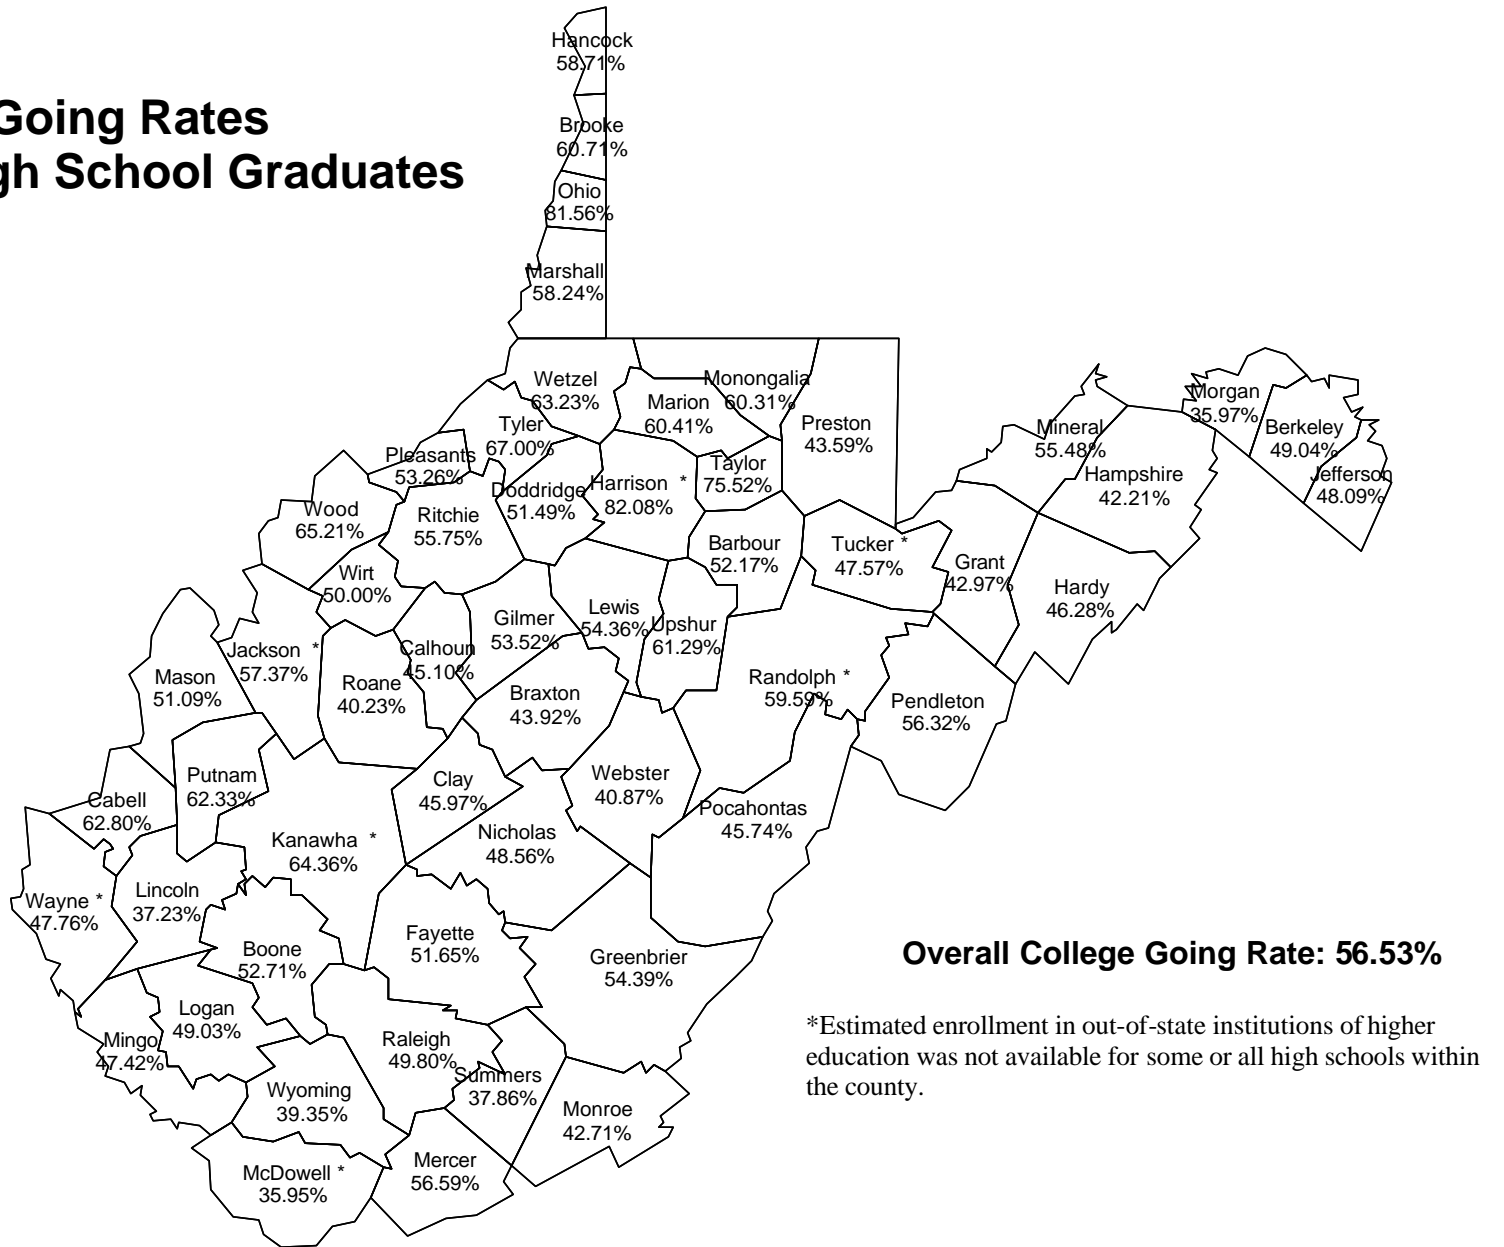 Going Rates
gh School Graduates
Hancock
58.71%
Brooke
60.71%
Ohio
81.56%
Marshall
58.24%
Wetzel
63.23%
Monongalia
60.31%
Marion
60.41%
Preston
43.59%
Tyler
67.00%
Pleasants
53.26%
Doddridge
51.49%
Harrison *
82.08%
Taylor
75.52%
Mineral
55.48%
Morgan
35.97%
Berkeley
49.04%
Jefferson
48.09%
Hampshire
42.21%
Wood
65.21%
Ritchie
55.75%
Barbour
52.17%
Tucker *
47.57%
Grant
42.97%
Hardy
46.28%
Wirt
50.00%
Gilmer
53.52%
Lewis
54.36%
Upshur
61.29%
Jackson *
57.37%
Calhoun
45.10%
Mason
51.09%
Roane
40.23%
Braxton
43.92%
Randolph *
59.59%
Pendleton
56.32%
Putnam
62.33%
Clay
45.97%
Webster
40.87%
Cabell
62.80%
Pocahontas
45.74%
Kanawha *
64.36%
Nicholas
48.56%
Wayne *
47.76%
Lincoln
37.23%
Boone
52.71%
Fayette
51.65%
Greenbrier
54.39%
Overall College Going Rate: 56.53%
Logan
49.03%
Mingo
47.42%
Raleigh
49.80%
Summers
37.86%
Wyoming
39.35%
Monroe
42.71%
McDowell *
35.95%
Mercer
56.59%
*Estimated enrollment in out-of-state institutions of higher
education was not available for some or all high schools within
the county.